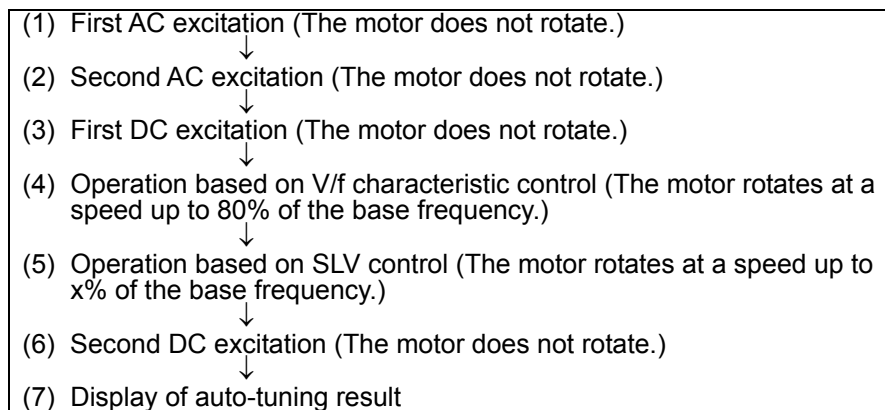 (1) First AC excitation (The motor does not rotate.)
↓
(2) Second AC excitation (The motor does not rotate.)
↓
(3) First DC excitation (The motor does not rotate.)
↓
(4) Operation based on V/f characteristic control (The motor rotates at a
speed up to 80% of the base frequency.)
↓
(5) Operation based on SLV control (The motor rotates at a speed up to
x% of the base frequency.)
↓
(6) Second DC excitation (The motor does not rotate.)
↓
(7) Display of auto-tuning result